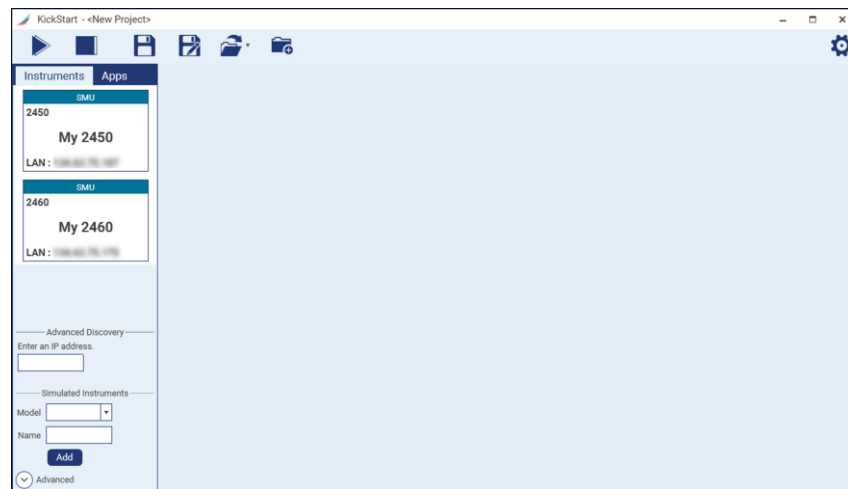 KickStart - <New Project>
Instruments Apps
SMU
2450
My 2450
LAN :
SMU
2460
My 2460
LAN :
Advanced Discovery
Enter an IP address.
Simulated Instruments
Model
Name
Add
Advanced